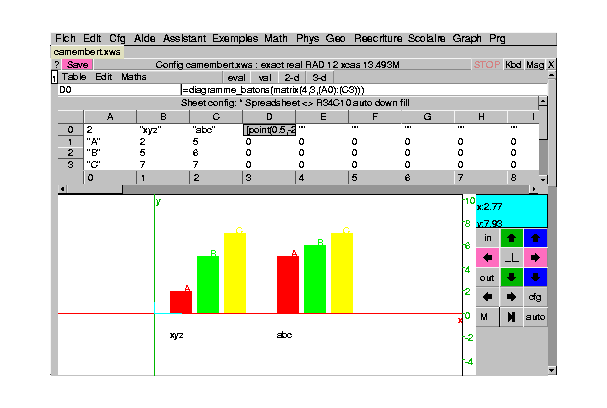 Fich Edit Cfg Aide Assistant Exemples Math Phys Geo Reecriture Scolaire Graph Prg
camembert.xws
? Save Config camembert.xws : exact real RAD 12 xcas 13.493M STOP Kbd Msg X
1 Table Edit Maths eval val 2-d 3-d
D0 =diagramme_batons(matrix(4,3,(A0):(C3)))
Sheet config: * Spreadsheet <> R34C10 auto down fill
A B C D E F G H I
0 2 "xyz" "abc" [point(0.5,-2 "" "" "" "" ""
1 "A" 2 5 0 0 0 0 0 0
2 "B" 5 6 0 0 0 0 0 0
3 "C" 7 7 0 0 0 0 0 0
0 1 2 3 4 5 6 7 8
y 10 x:2.77
C C 8 y:7.93
B A B 6 in
A 4 out
2 cfg
0 M auto
x
xyz abc -2
-4